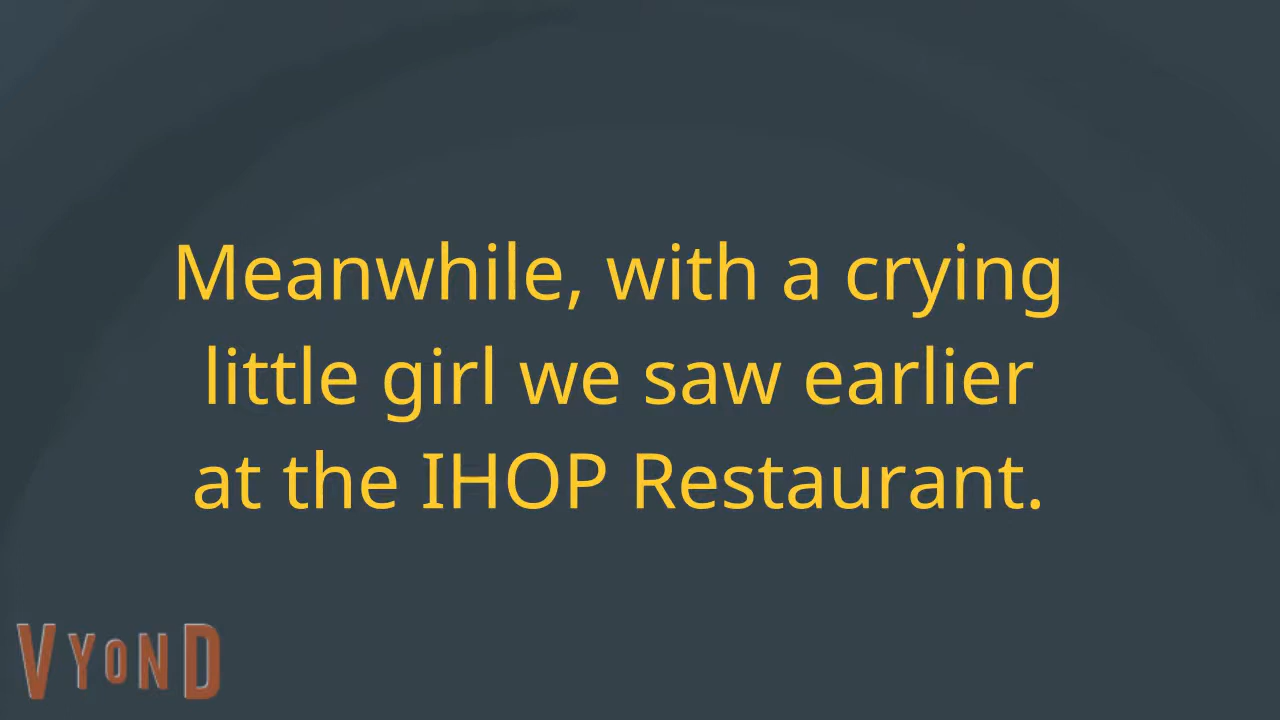 Meanwhile, with a crying
little girl we saw earlier
at the IHOP Restaurant.
VYOND